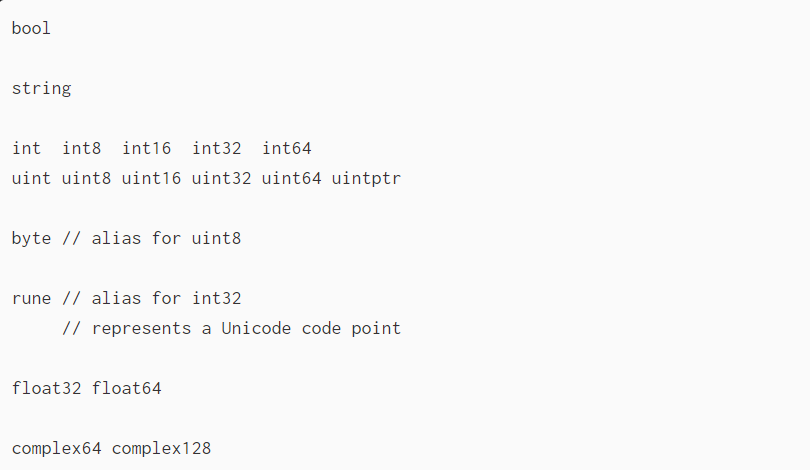 bool
string
int  int8  int16  int32  int64
uint uint8 uint16 uint32 uint64 uintptr
byte // alias for uint8
rune // alias for int32
     // represents a Unicode code point
float32 float64
complex64 complex128